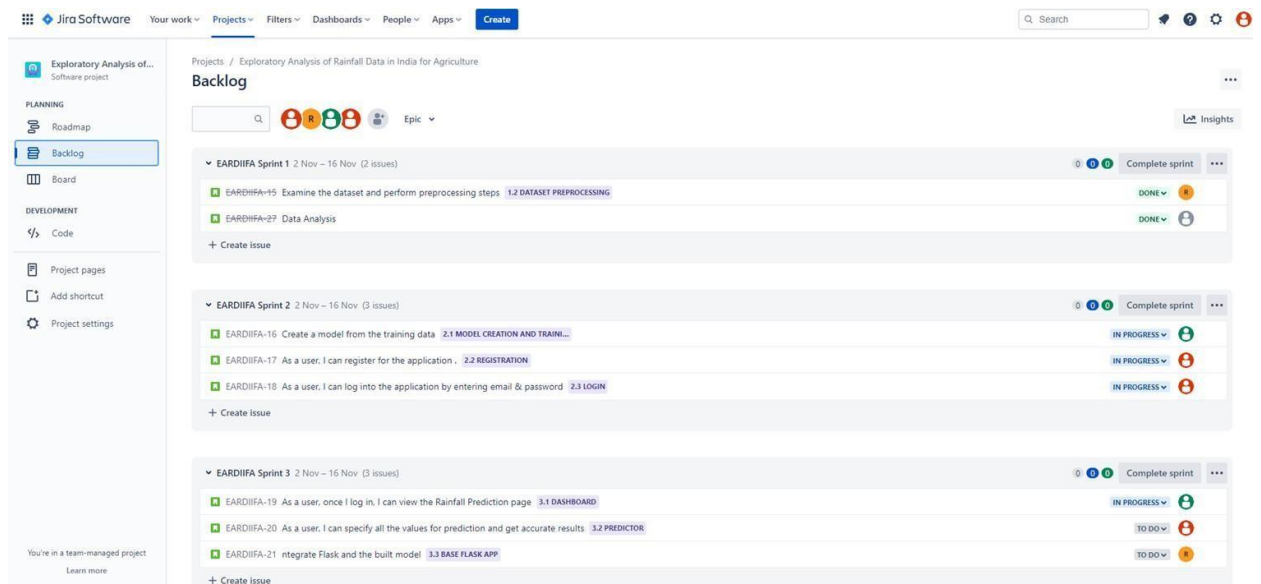 Jira Software Your work Projects Filters Dashboards People Apps Create Search
Exploratory Analysis of...
Software project
PLANNING
Roadmap
Backlog
Board
DEVELOPMENT
Code
Project pages
Add shortcut
Project settings
You're in a team-managed project
Learn more
Projects / Exploratory Analysis of Rainfall Data in India for Agriculture
Backlog
R Epic Insights
EARDIIFA Sprint 1 2 Nov – 16 Nov (2 issues) 0 0 0 Complete sprint
EARDIIFA-15 Examine the dataset and perform preprocessing steps 1.2 DATASET PREPROCESSING DONE R
EARDIIFA-27 Data Analysis DONE
+ Create issue
EARDIIFA Sprint 2 2 Nov – 16 Nov (3 issues) 0 0 0 Complete sprint
EARDIIFA-16 Create a model from the training data 2.1 MODEL CREATION AND TRAINI... IN PROGRESS
EARDIIFA-17 As a user, I can register for the application . 2.2 REGISTRATION IN PROGRESS
EARDIIFA-18 As a user, I can log into the application by entering email & password 2.3 LOGIN IN PROGRESS
+ Create issue
EARDIIFA Sprint 3 2 Nov – 16 Nov (3 issues) 0 0 0 Complete sprint
EARDIIFA-19 As a user, once I log in, I can view the Rainfall Prediction page 3.1 DASHBOARD IN PROGRESS
EARDIIFA-20 As a user, I can specify all the values for prediction and get accurate results 3.2 PREDICTOR TO DO
EARDIIFA-21 ntegrate Flask and the built model 3.3 BASE FLASK APP TO DO R
+ Create issue